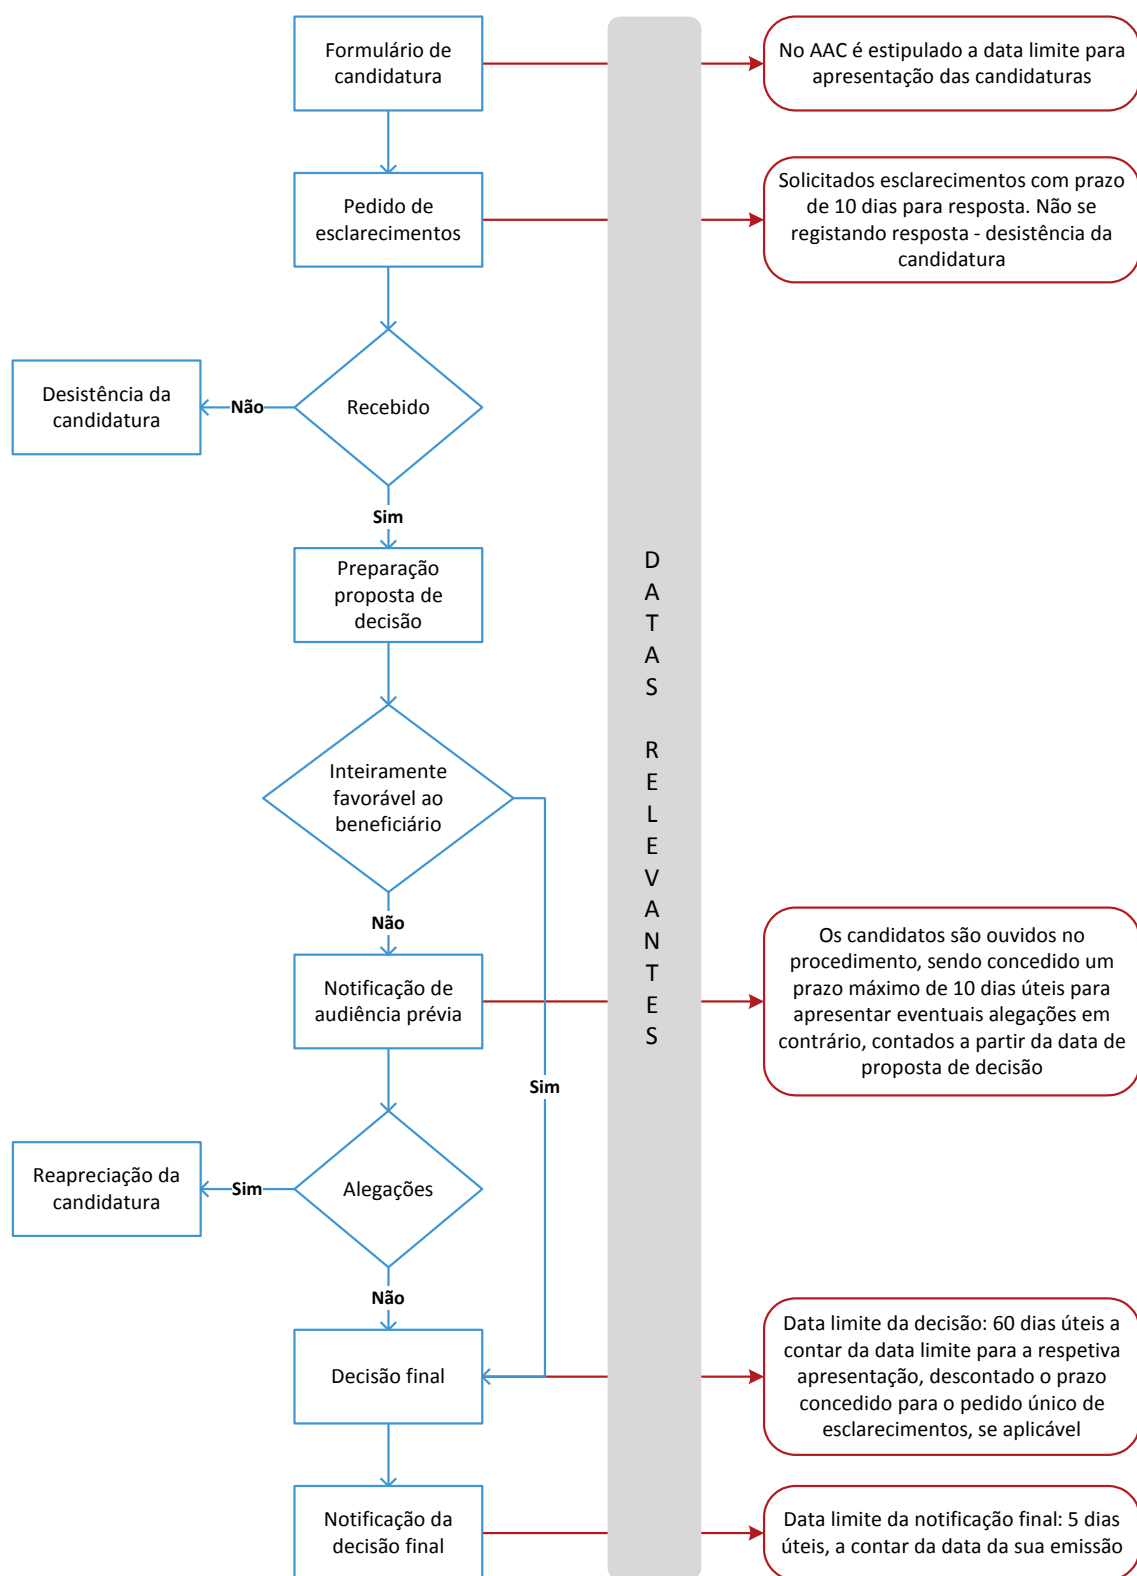 Formulário de
candidatura
No AAC é estipulado a data limite para
apresentação das candidaturas
Pedido de
esclarecimentos
Solicitados esclarecimentos com prazo
de 10 dias para resposta. Não se
registando resposta - desistência da
candidatura
Desistência da
candidatura
Não
Recebido
Sim
Preparação
proposta de
decisão
DATAS RELEVANTES
Inteiramente
favorável ao
beneficiário
Não
Notificação de
audiência prévia
Os candidatos são ouvidos no
procedimento, sendo concedido um
prazo máximo de 10 dias úteis para
apresentar eventuais alegações em
contrário, contados a partir da data de
proposta de decisão
Sim
Reapreciação da
candidatura
Sim
Alegações
Não
Decisão final
Data limite da decisão: 60 dias úteis a
contar da data limite para a respetiva
apresentação, descontado o prazo
concedido para o pedido único de
esclarecimentos, se aplicável
Notificação da
decisão final
Data limite da notificação final: 5 dias
úteis, a contar da data da sua emissão